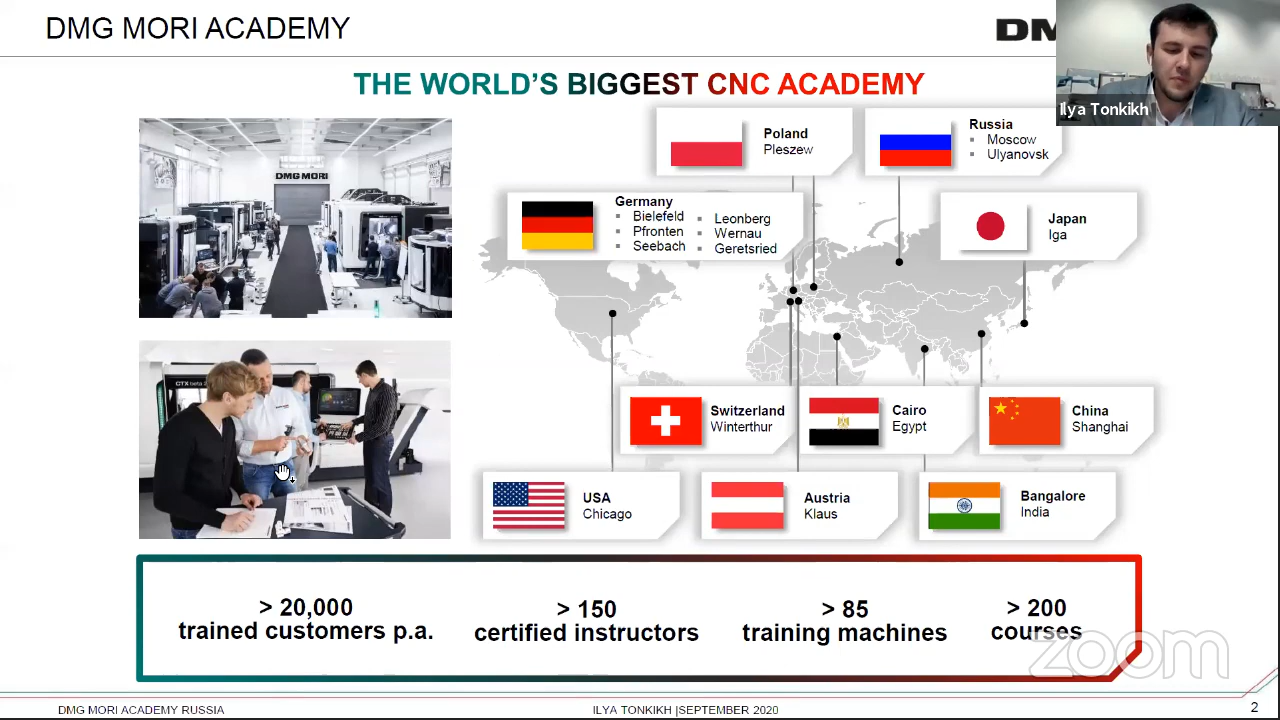 DMG MORI ACADEMY
DM
Ilya Tonkikh
THE WORLD'S BIGGEST CNC ACADEMY
DMG MORI
CTX beta
Poland
Pleszew
Russia
▪ Moscow
▪ Ulyanovsk
Germany
▪ Bielefeld
▪ Pfronten
▪ Seebach
▪ Leonberg
▪ Wernau
▪ Geretsried
Japan
Iga
Switzerland
Winterthur
Cairo
Egypt
China
Shanghai
USA
Chicago
Austria
Klaus
Bangalore
India
> 20,000
trained customers p.a.
> 150
certified instructors
> 85
training machines
> 200
courses
zoom
DMG MORI ACADEMY RUSSIA
ILYA TONKIKH |SEPTEMBER 2020
2